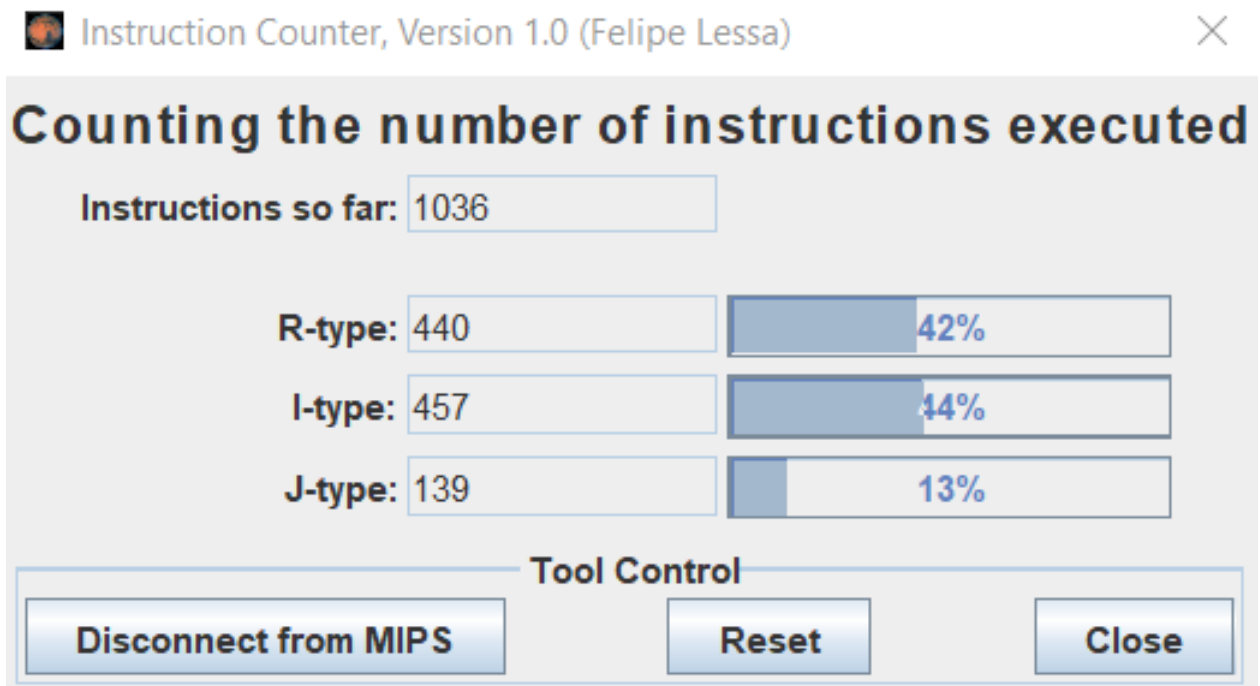 Instruction Counter, Version 1.0 (Felipe Lessa)
Counting the number of instructions executed
Instructions so far: 1036
R-type: 440 42%
I-type: 457 44%
J-type: 139 13%
Tool Control
Disconnect from MIPS Reset Close